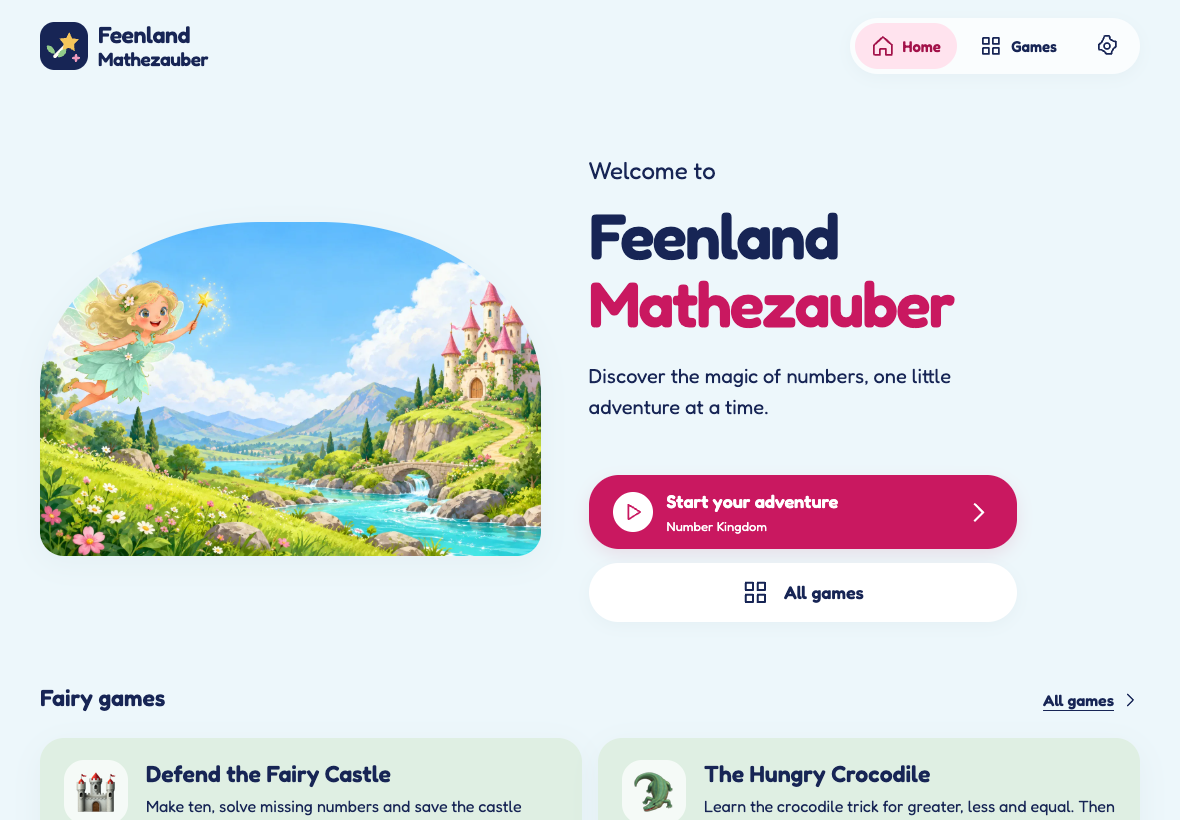 Feenland
Mathezauber
Home
Games
Welcome to
Feenland
Mathezauber
Discover the magic of numbers, one little
adventure at a time.
Start your adventure
Number Kingdom
All games
Fairy games
All games
Defend the Fairy Castle
Make ten, solve missing numbers and save the castle
The Hungry Crocodile
Learn the crocodile trick for greater, less and equal. Then